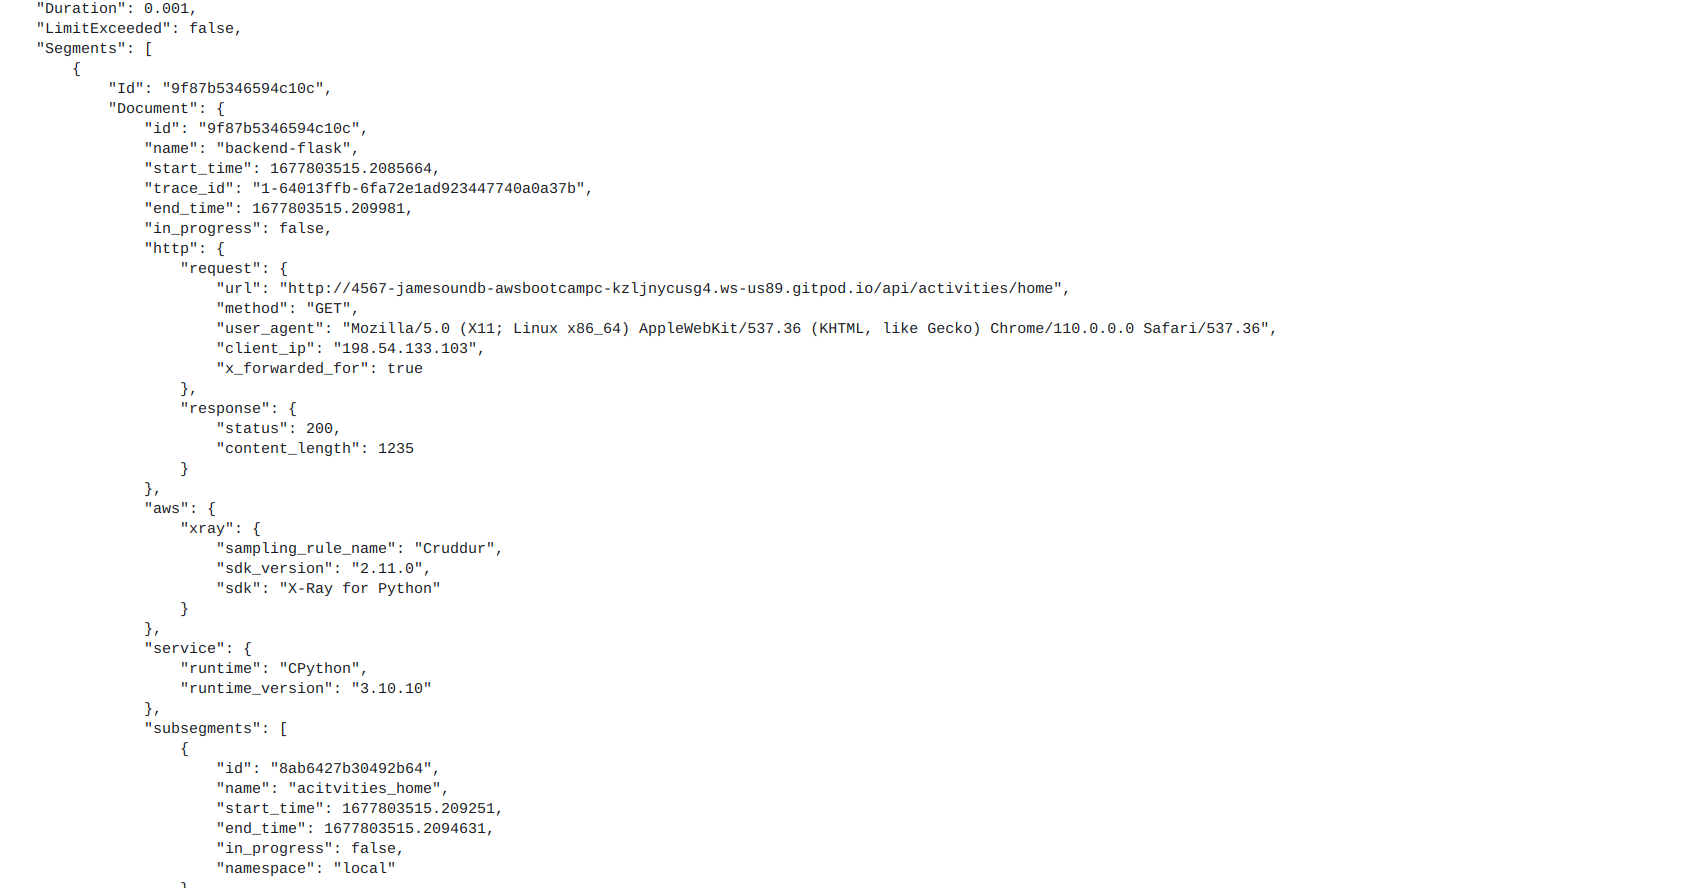 "Duration": 0.001,
"LimitExceeded": false,
"Segments": [
{
"Id": "9f87b5346594c10c",
"Document": {
"id": "9f87b5346594c10c",
"name": "backend-flask",
"start_time": 1677803515.2085664,
"trace_id": "1-64013ffb-6fa72e1ad923447740a0a37b",
"end_time": 1677803515.209981,
"in_progress": false,
"http": {
"request": {
"url": "http://4567-jamesoundb-awsbootcampc-kzljnycusg4.ws-us89.gitpod.io/api/activities/home",
"method": "GET",
"user_agent": "Mozilla/5.0 (X11; Linux x86_64) AppleWebKit/537.36 (KHTML, like Gecko) Chrome/110.0.0.0 Safari/537.36",
"client_ip": "198.54.133.103",
"x_forwarded_for": true
},
"response": {
"status": 200,
"content_length": 1235
}
},
"aws": {
"xray": {
"sampling_rule_name": "Cruddur",
"sdk_version": "2.11.0",
"sdk": "X-Ray for Python"
}
},
"service": {
"runtime": "CPython",
"runtime_version": "3.10.10"
},
"subsegments": [
{
"id": "8ab6427b30492b64",
"name": "acitvities_home",
"start_time": 1677803515.209251,
"end_time": 1677803515.2094631,
"in_progress": false,
"namespace": "local"
}